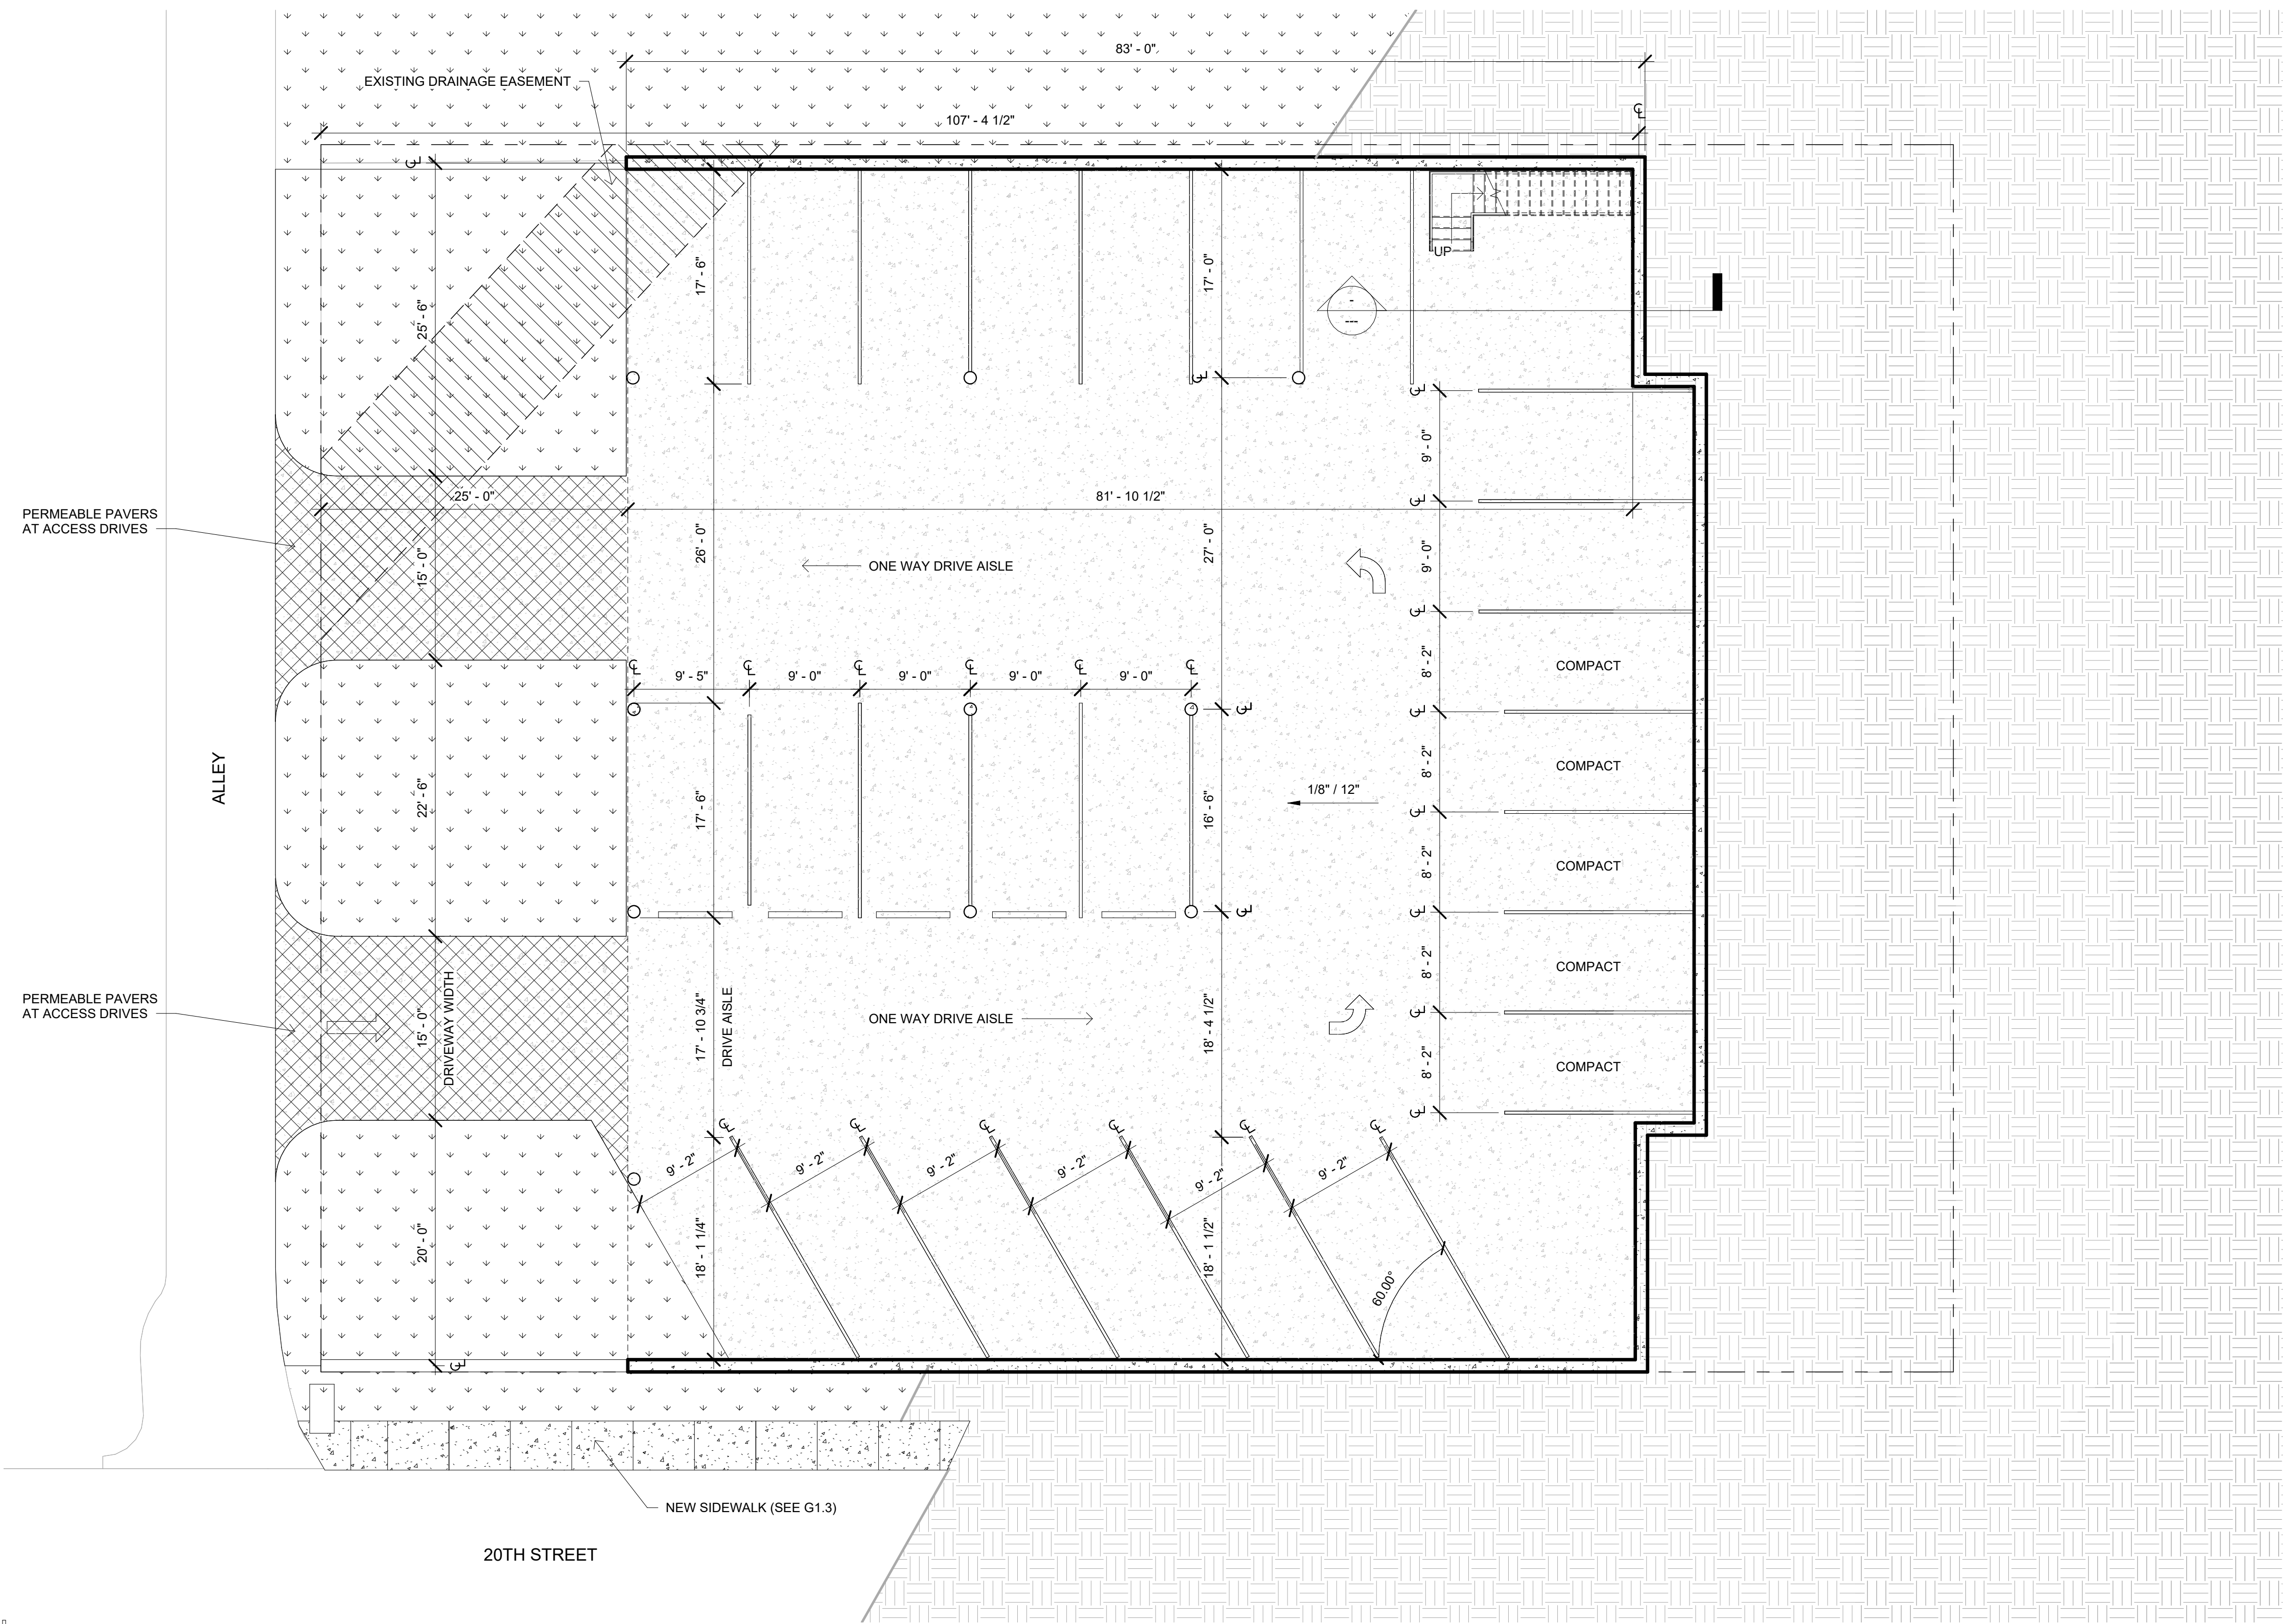 83' - 0"
EXISTING DRAINAGE EASEMENT
107' - 4 1/2"
℄
℄
25' - 6"
17' - 6"
17' - 0"
UP
-
---
℄
℄
9' - 0"
25' - 0"
81' - 10 1/2"
℄
PERMEABLE PAVERS
AT ACCESS DRIVES
15' - 0"
26' - 0"
ONE WAY DRIVE AISLE
27' - 0"
9' - 0"
℄
℄
℄
℄
℄
℄
℄
9' - 5"
9' - 0"
9' - 0"
9' - 0"
9' - 0"
8' - 2"
COMPACT
℄
℄
ALLEY
22' - 6"
17' - 6"
16' - 6"
1/8" / 12"
8' - 2"
COMPACT
℄
8' - 2"
COMPACT
℄
℄
8' - 2"
COMPACT
PERMEABLE PAVERS
AT ACCESS DRIVES
15' - 0"
DRIVEWAY WIDTH
17' - 10 3/4"
DRIVE AISLE
ONE WAY DRIVE AISLE
18' - 4 1/2"
℄
8' - 2"
COMPACT
℄
℄
℄
℄
℄
℄
℄
9' - 2"
9' - 2"
9' - 2"
9' - 2"
9' - 2"
9' - 2"
20' - 0"
18' - 1 1/4"
18' - 1 1/2"
60.00°
℄
NEW SIDEWALK (SEE G1.3)
20TH STREET